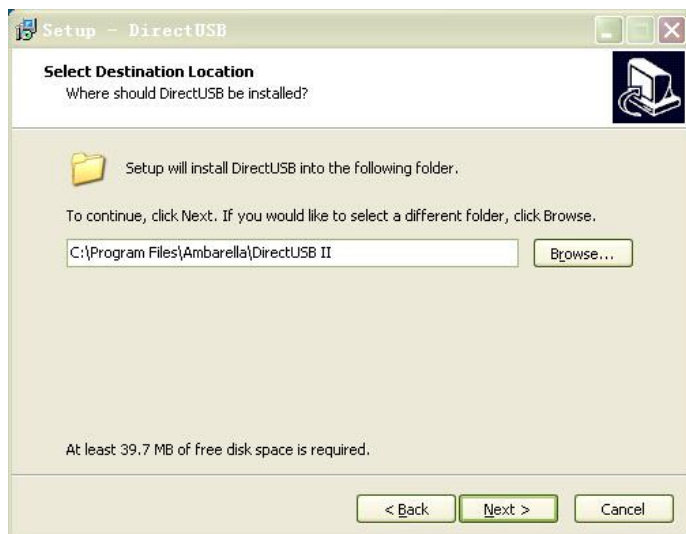 Setup - DirectUSB
Select Destination Location
Where should DirectUSB be installed?
Setup will install DirectUSB into the following folder.
To continue, click Next. If you would like to select a different folder, click Browse.
C:\Program Files\Ambarella\DirectUSB II
Browse...
At least 39.7 MB of free disk space is required.
< Back
Next >
Cancel